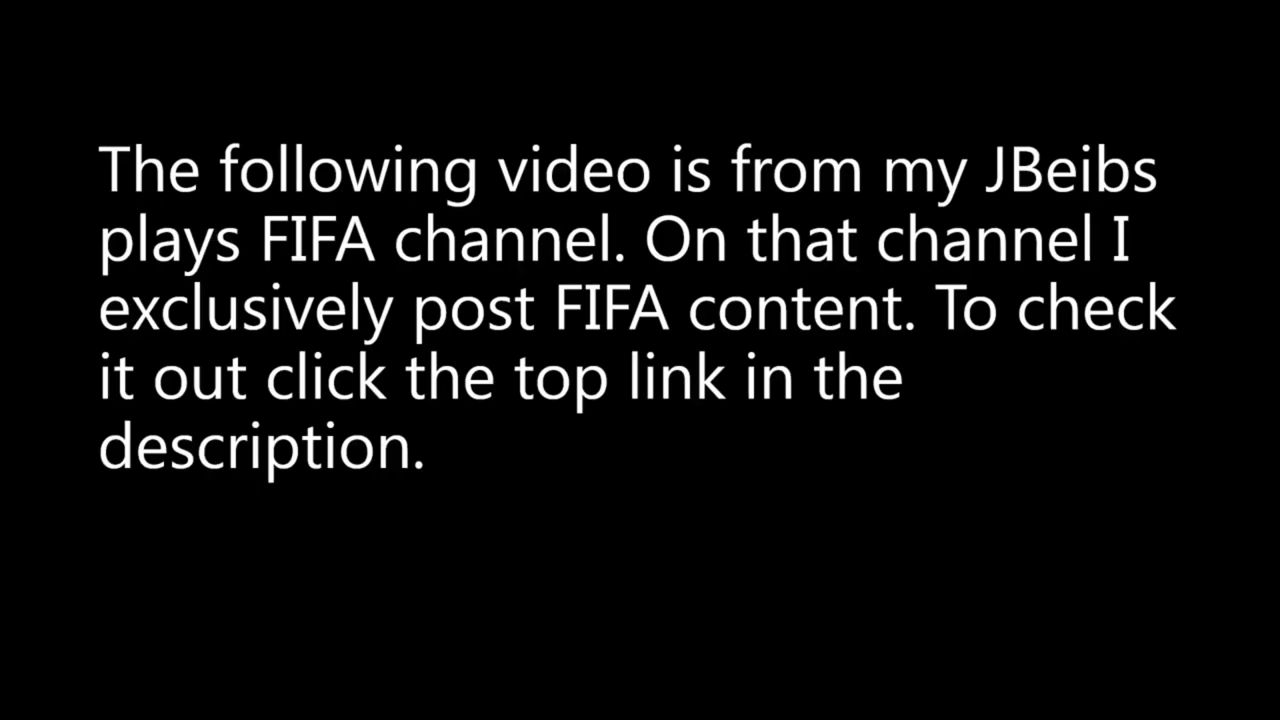 The following video is from my JBeibs
plays FIFA channel. On that channel I
exclusively post FIFA content. To check
it out click the top link in the
description.